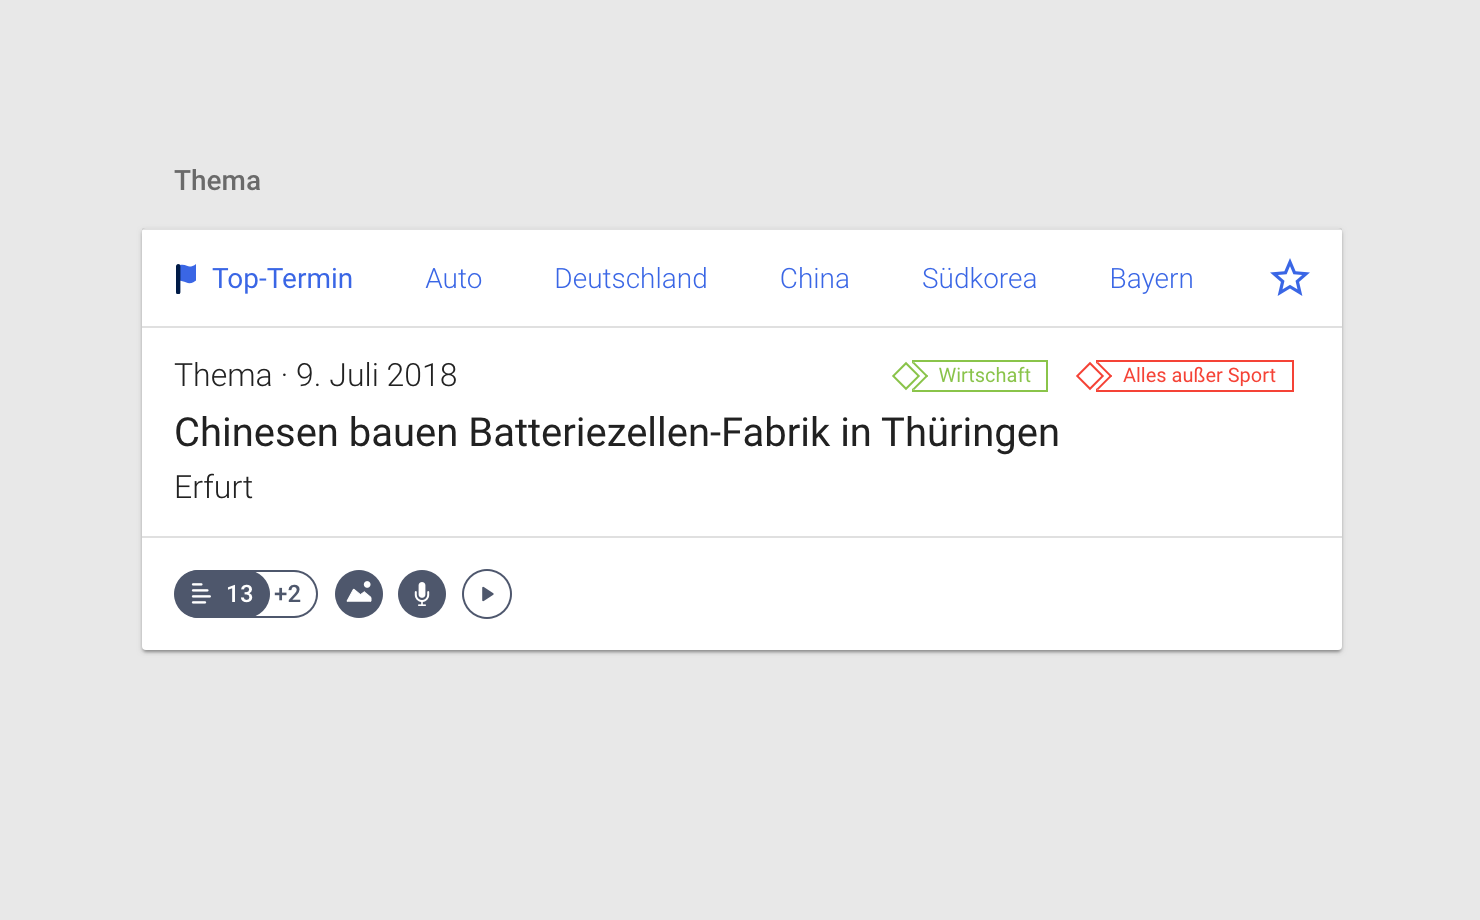 Thema
Top-Termin Auto Deutschland China Südkorea Bayern
Thema · 9. Juli 2018 Wirtschaft Alles außer Sport
Chinesen bauen Batteriezellen-Fabrik in Thüringen
Erfurt
13 +2